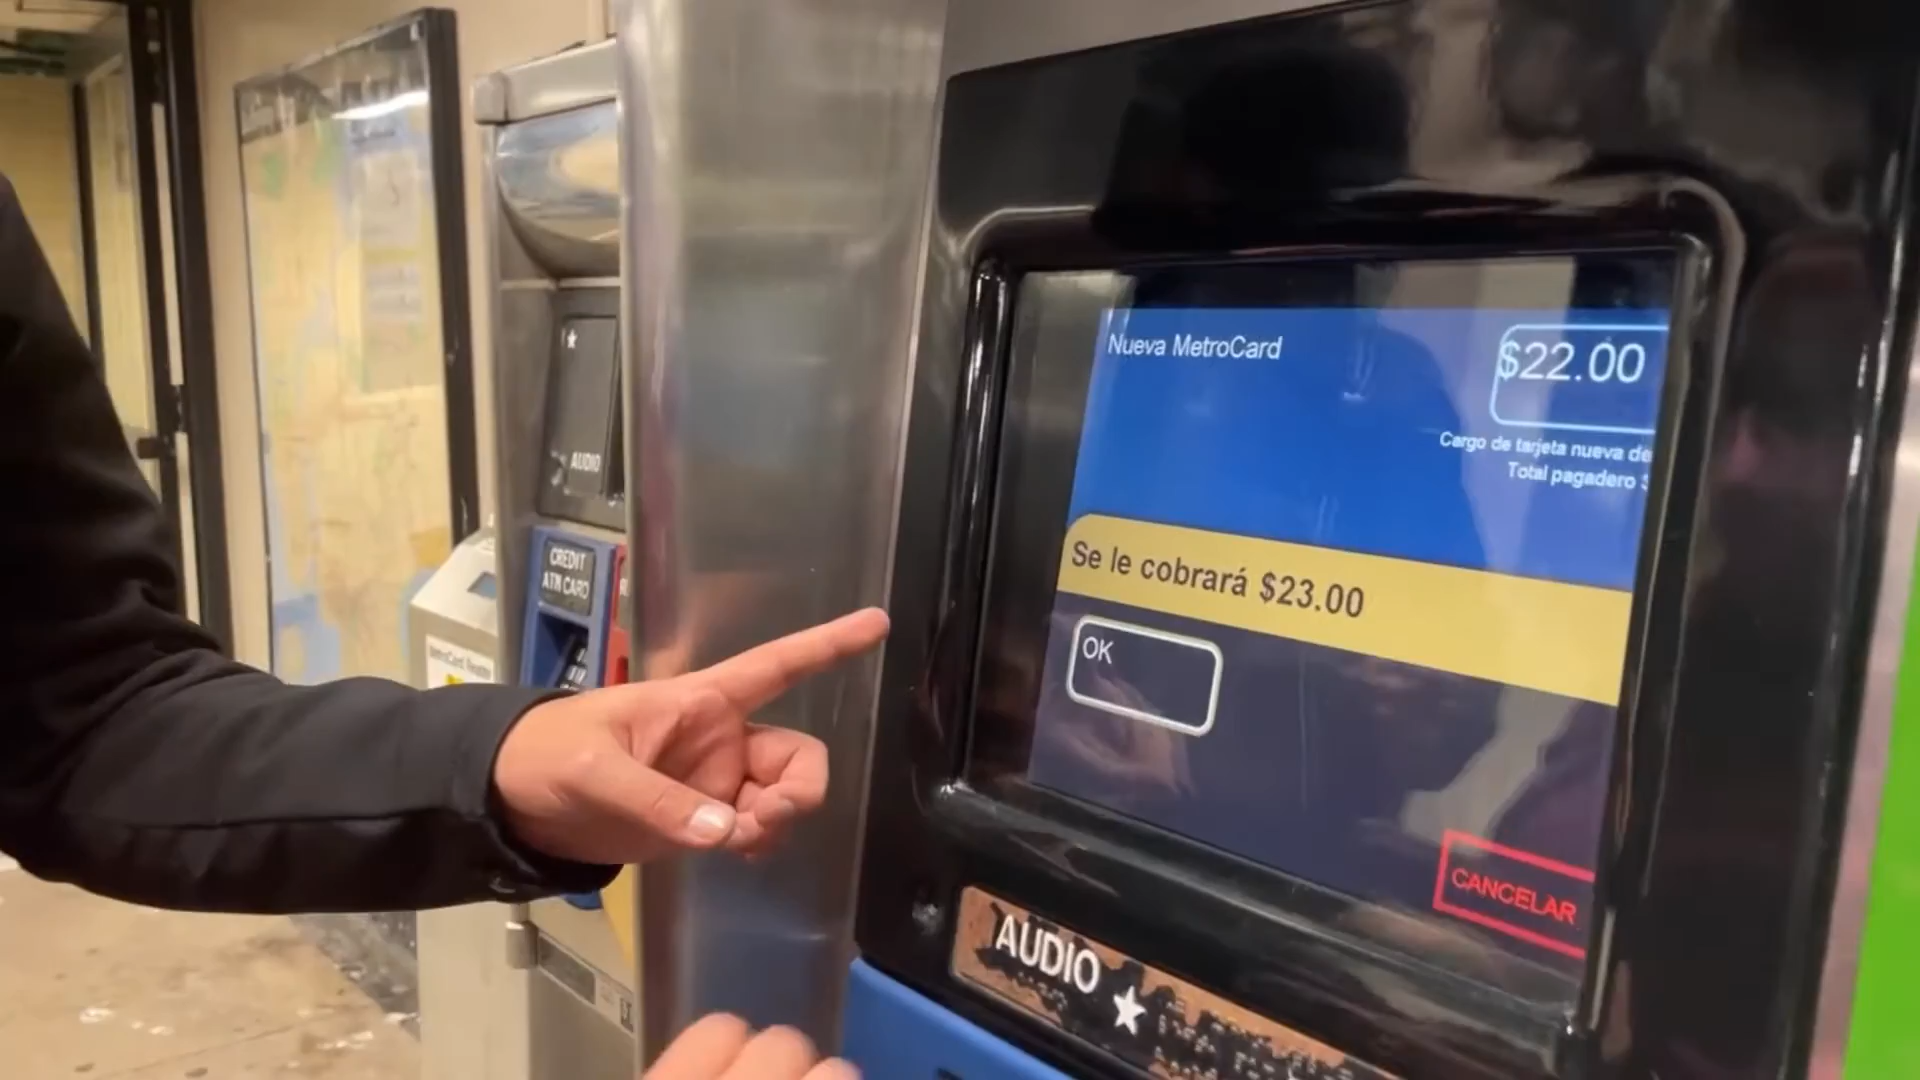 Nueva MetroCard
$22.00
Cargo de tarjeta nueva de
Total pagadero $
Se le cobrará $23.00
OK
CANCELAR
AUDIO
AUDIO
CREDIT
ATM CARD